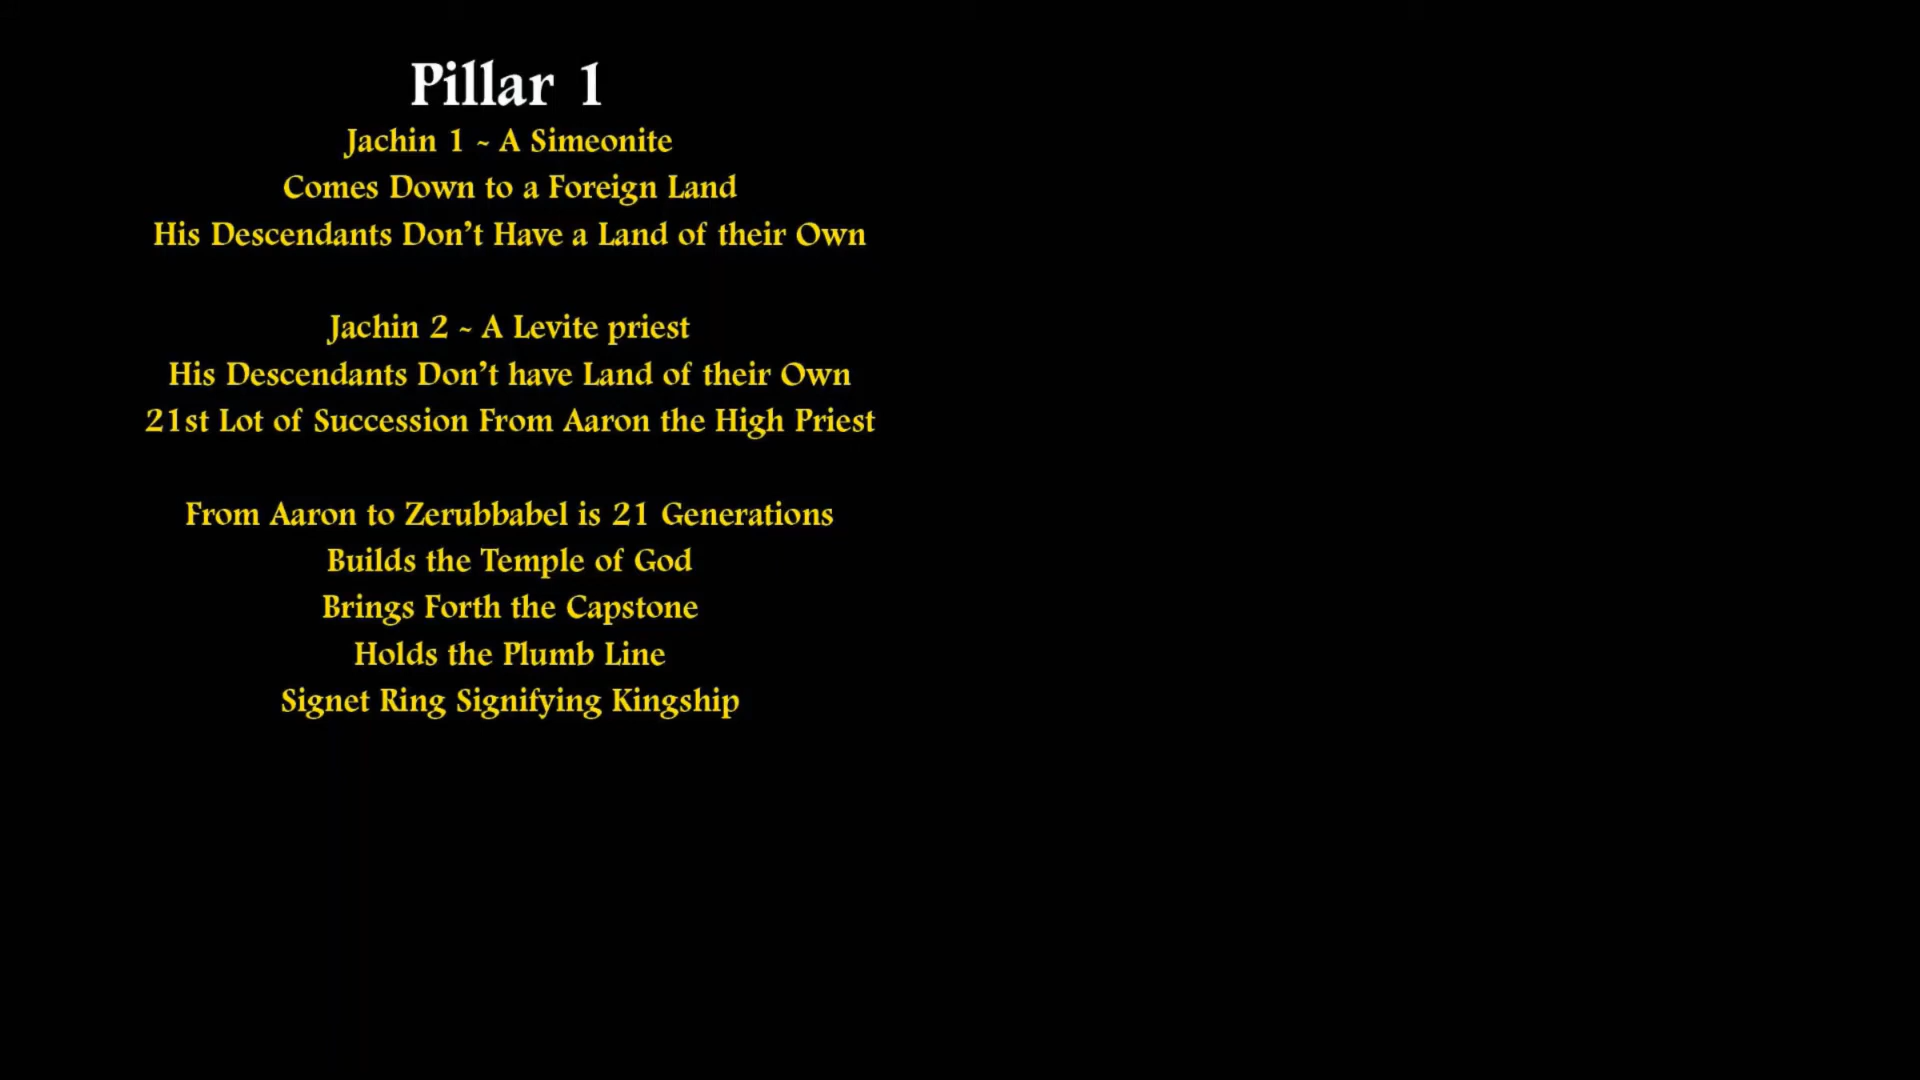 Pillar 1
Jachin 1 ~ A Simeonite
Comes Down to a Foreign Land
His Descendants Don't Have a Land of their Own
Jachin 2 ~ A Levite priest
His Descendants Don't have Land of their Own
21st Lot of Succession From Aaron the High Priest
From Aaron to Zerubbabel is 21 Generations
Builds the Temple of God
Brings Forth the Capstone
Holds the Plumb Line
Signet Ring Signifying Kingship